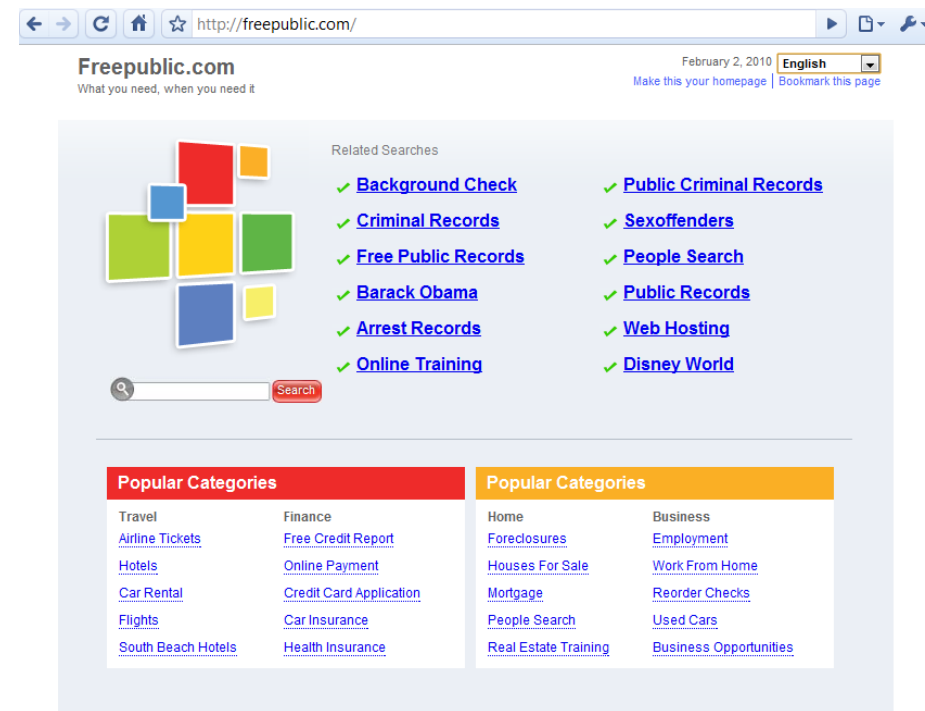 http://freepublic.com/
Freepublic.com
What you need, when you need it
February 2, 2010 English
Make this your homepage | Bookmark this page
Related Searches
Background Check
Public Criminal Records
Criminal Records
Sexoffenders
Free Public Records
People Search
Barack Obama
Public Records
Arrest Records
Web Hosting
Online Training
Disney World
Search
Popular Categories
Travel Finance
Airline Tickets Free Credit Report
Hotels Online Payment
Car Rental Credit Card Application
Flights Car Insurance
South Beach Hotels Health Insurance
Popular Categories
Home Business
Foreclosures Employment
Houses For Sale Work From Home
Mortgage Reorder Checks
People Search Used Cars
Real Estate Training Business Opportunities